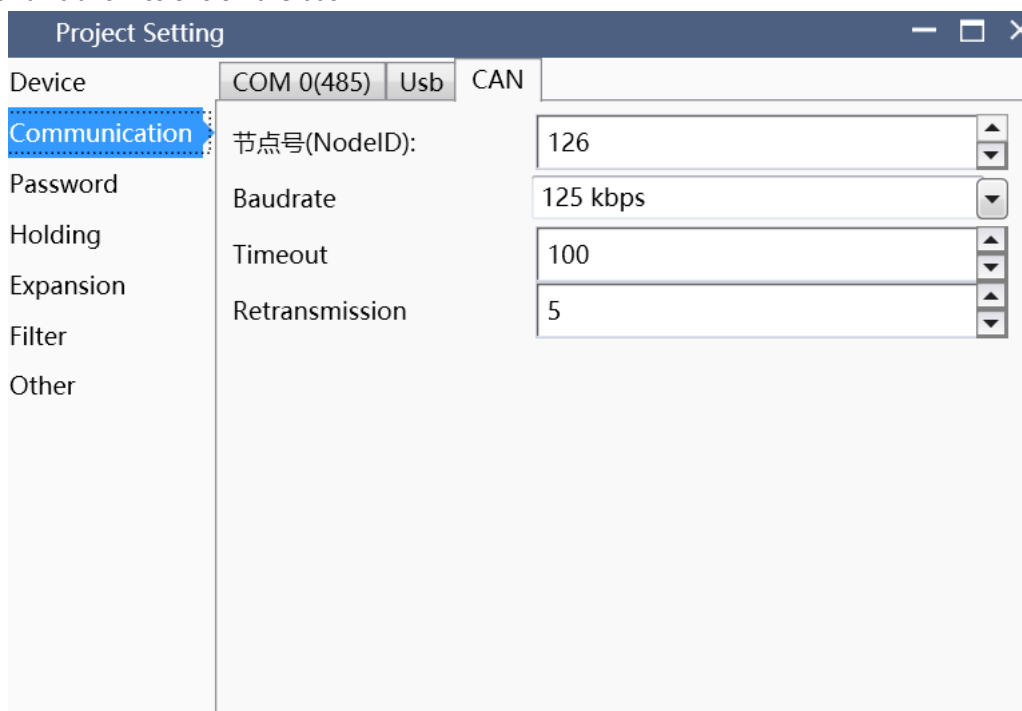 Project Setting
Device
Communication
Password
Holding
Expansion
Filter
Other
COM 0(485) Usb CAN
节点号(NodeID): 126
Baudrate 125 kbps
Timeout 100
Retransmission 5